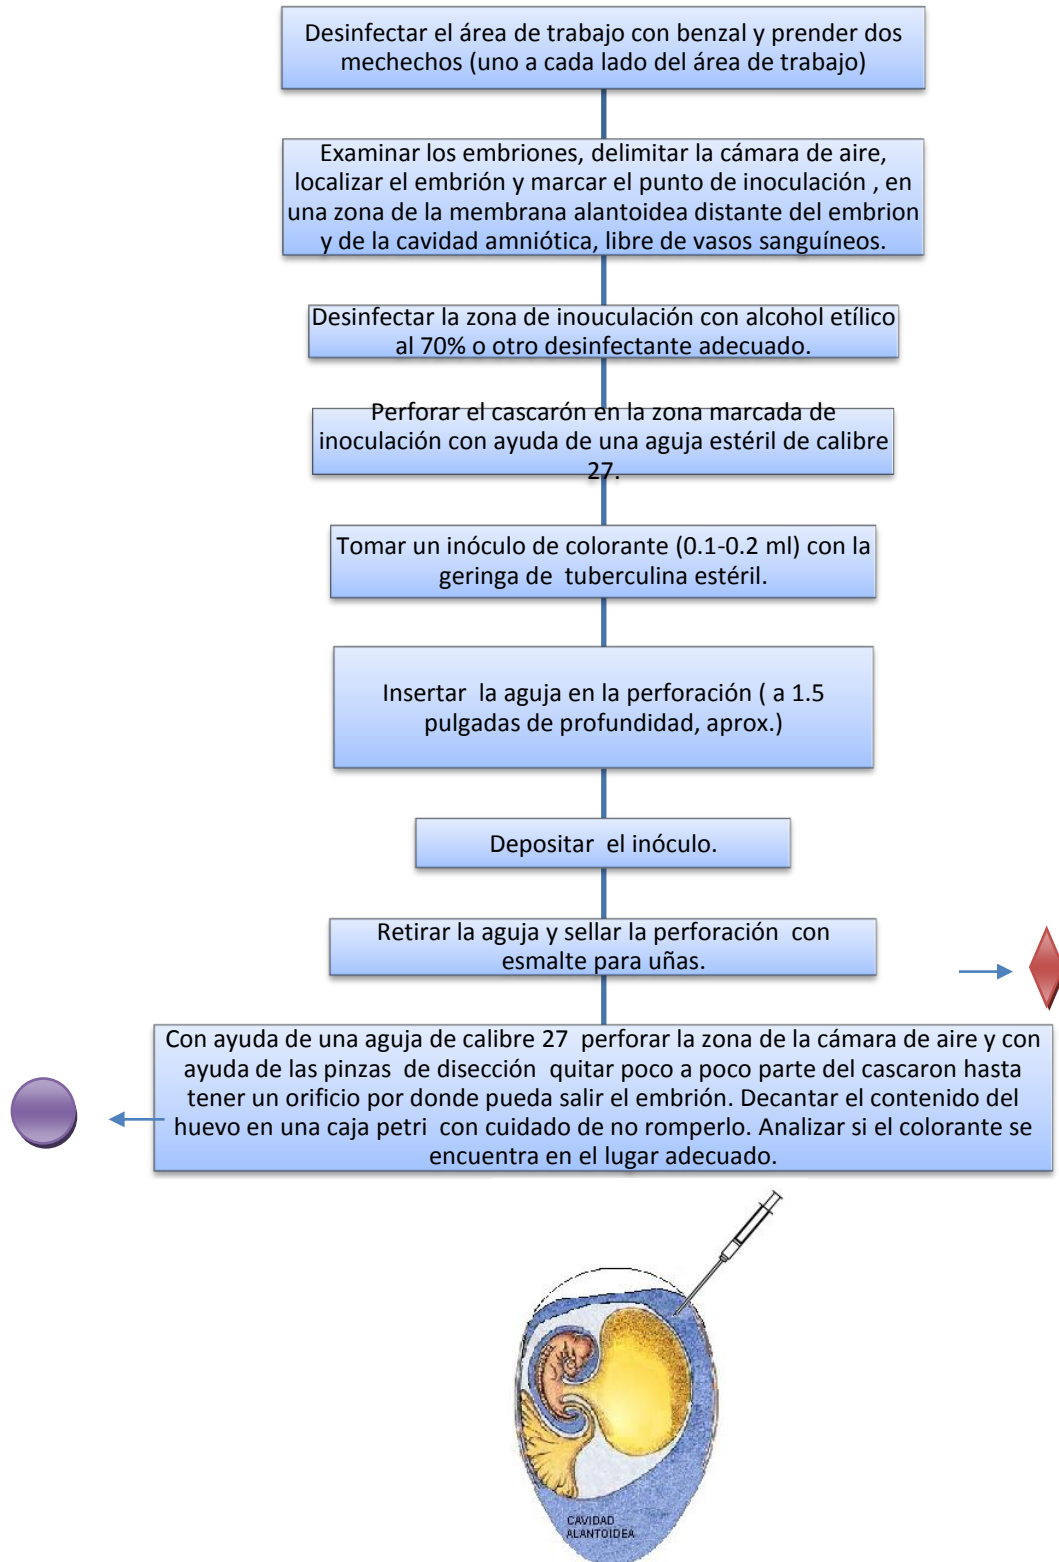 Desinfectar el área de trabajo con benzal y prender dos
mechechos (uno a cada lado del área de trabajo)
Examinar los embriones, delimitar la cámara de aire,
localizar el embrión y marcar el punto de inoculación , en
una zona de la membrana alantoidea distante del embrion
y de la cavidad amniótica, libre de vasos sanguíneos.
Desinfectar la zona de inouculación con alcohol etílico
al 70% o otro desinfectante adecuado.
Perforar el cascarón en la zona marcada de
inoculación con ayuda de una aguja estéril de calibre
27.
Tomar un inóculo de colorante (0.1-0.2 ml) con la
geringa de tuberculina estéril.
Insertar la aguja en la perforación ( a 1.5
pulgadas de profundidad, aprox.)
Depositar el inóculo.
Retirar la aguja y sellar la perforación con
esmalte para uñas.
Con ayuda de una aguja de calibre 27 perforar la zona de la cámara de aire y con
ayuda de las pinzas de disección quitar poco a poco parte del cascaron hasta
tener un orificio por donde pueda salir el embrión. Decantar el contenido del
huevo en una caja petri con cuidado de no romperlo. Analizar si el colorante se
encuentra en el lugar adecuado.
CAVIDAD
ALANTOIDEA